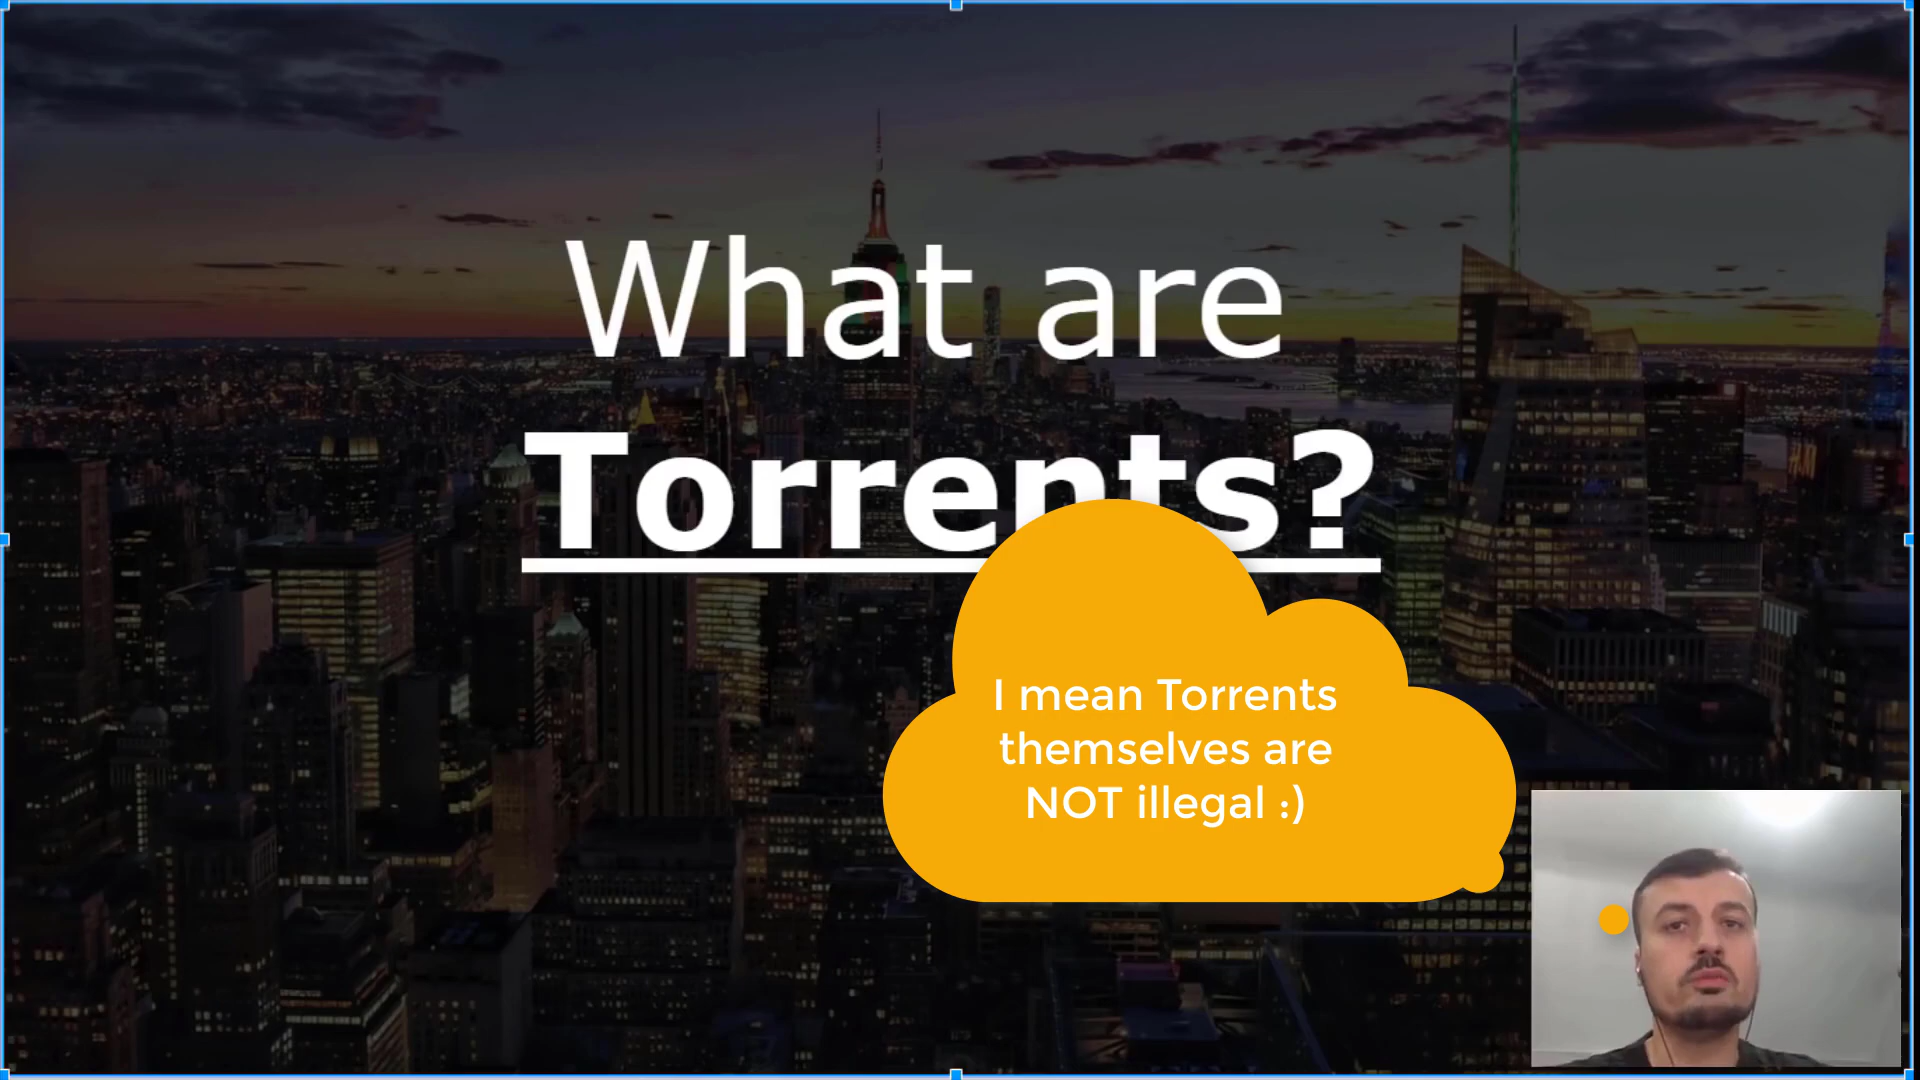 What are
Torrents?
I mean Torrents
themselves are
NOT illegal :)